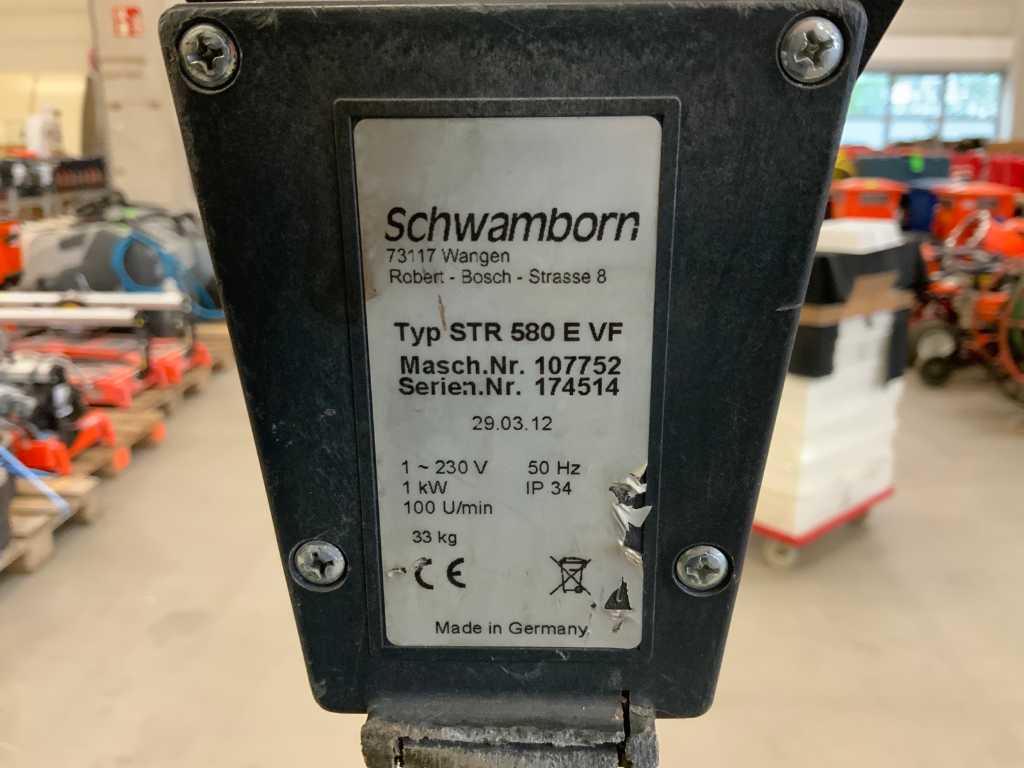 Schwamborn
73117 Wangen
Robert - Bosch - Strasse 8
Typ STR 580 E VF
Masch.Nr. 107752
Serien.Nr. 174514
29.03.12
1 ~ 230 V 50 Hz
1 kW IP 34
100 U/min
33 kg
CE
Made in Germany